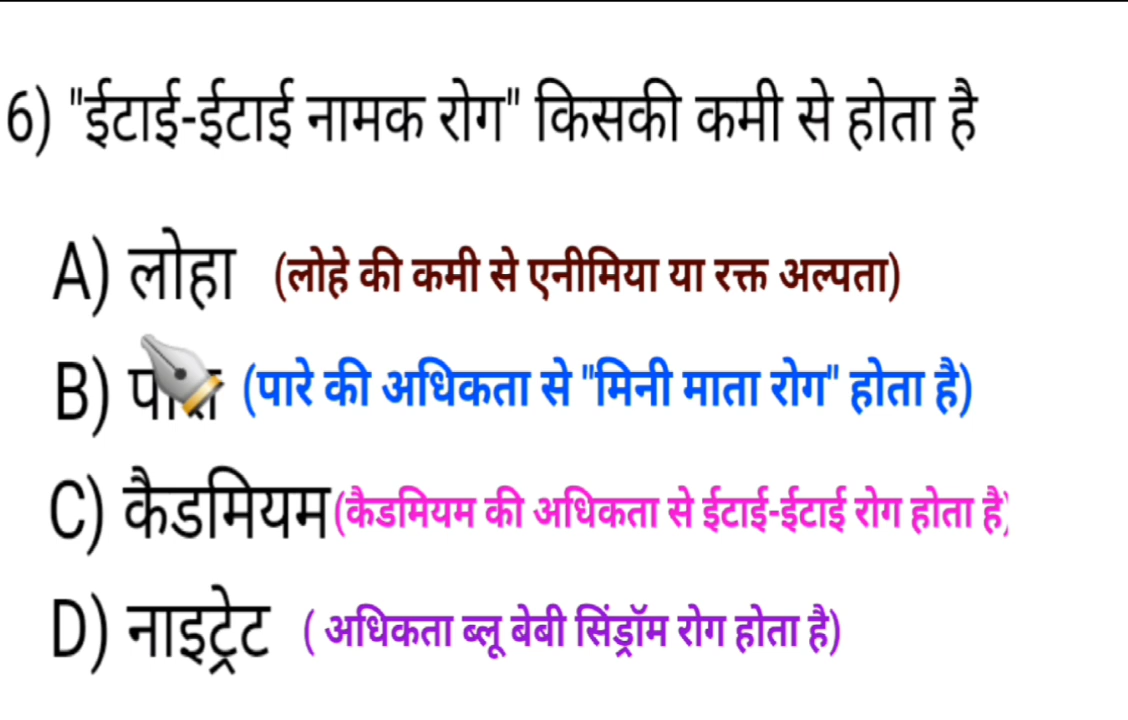 6) "ईटाई-ईटाई नामक रोग" किसकी कमी से होता है
A) लोहा (लोहे की कमी से एनीमिया या रक्त अल्पता)
B) (पारे की अधिकता से "मिनी माता रोग" होता है)
C) कैडमियम (कैडमियम की अधिकता से ईटाई-ईटाई रोग होता है)
D) नाइट्रेट ( अधिकता ब्लू बेबी सिंड्रॉम रोग होता है)